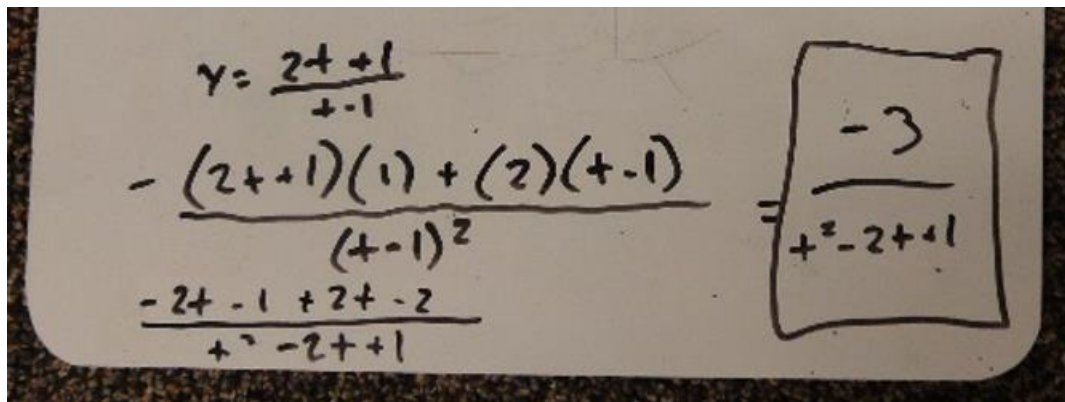 y = (2t + 1)/(t - 1)
(-(2t + 1)(1) + (2)(t - 1))/(t - 1)²
(-2t - 1 + 2t - 2)/(t² - 2t + 1)
= -3/(t² - 2t + 1)